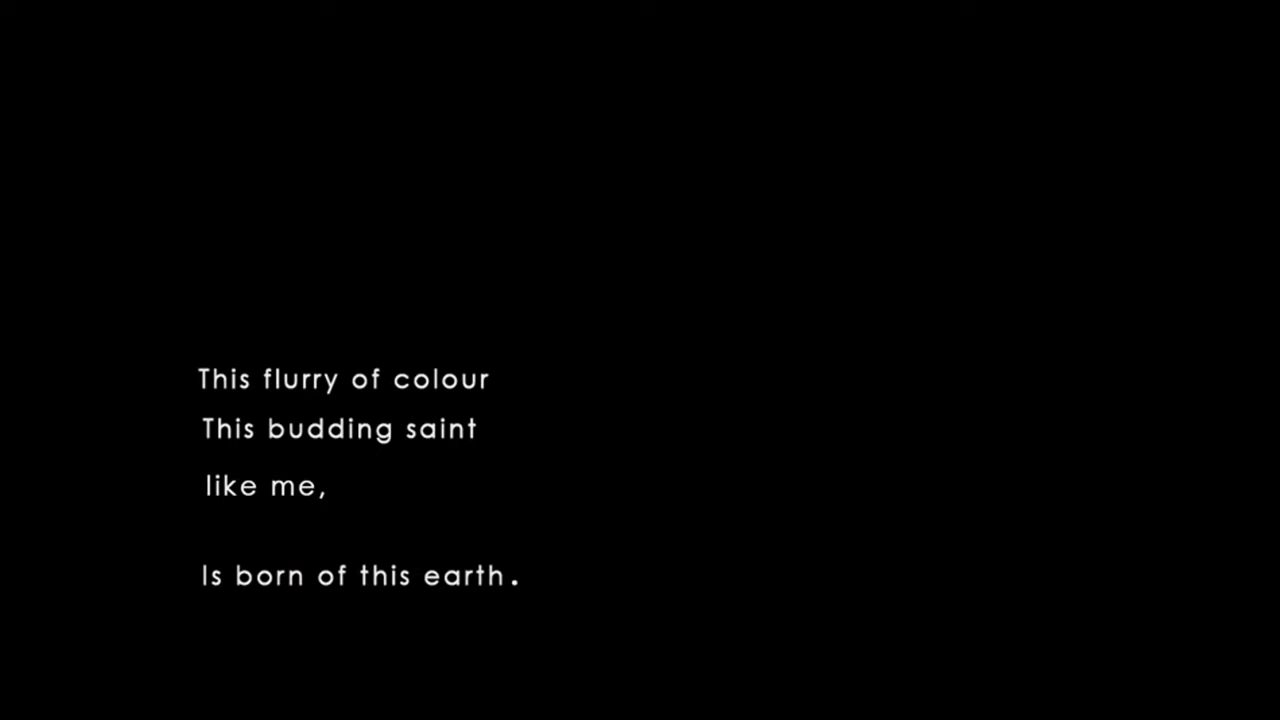 This flurry of colour
This budding saint
like me,
Is born of this earth.